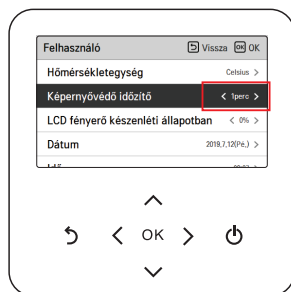 Felhasználó Vissza OK OK
Hőmérsékletegység Celsius >
Képernyővédő időzítő < 1perc >
LCD fényerő készenléti állapotban < 0% >
Dátum 2019,7,12(Pé,) >
OK